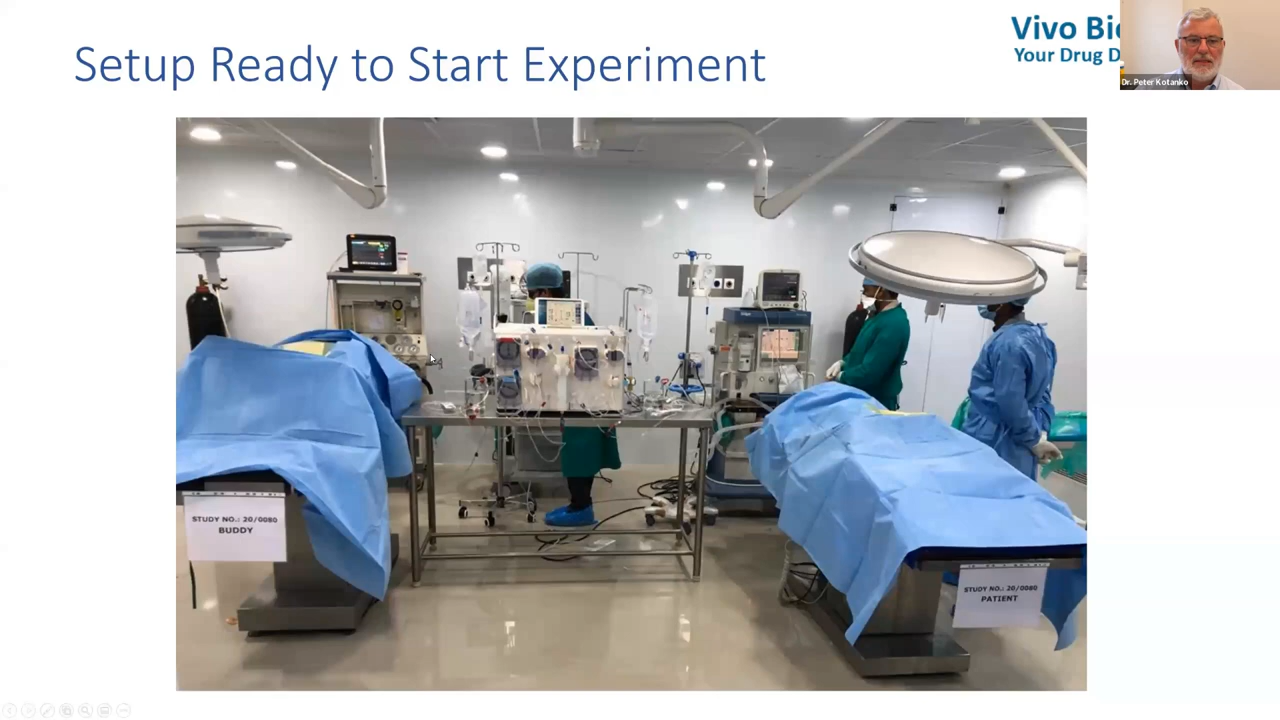 Setup Ready to Start Experiment
Vivo Bio
Your Drug D
Dr. Peter Kotanko
STUDY NO.: 20/0080
BUDDY
STUDY NO.: 20/0080
PATIENT